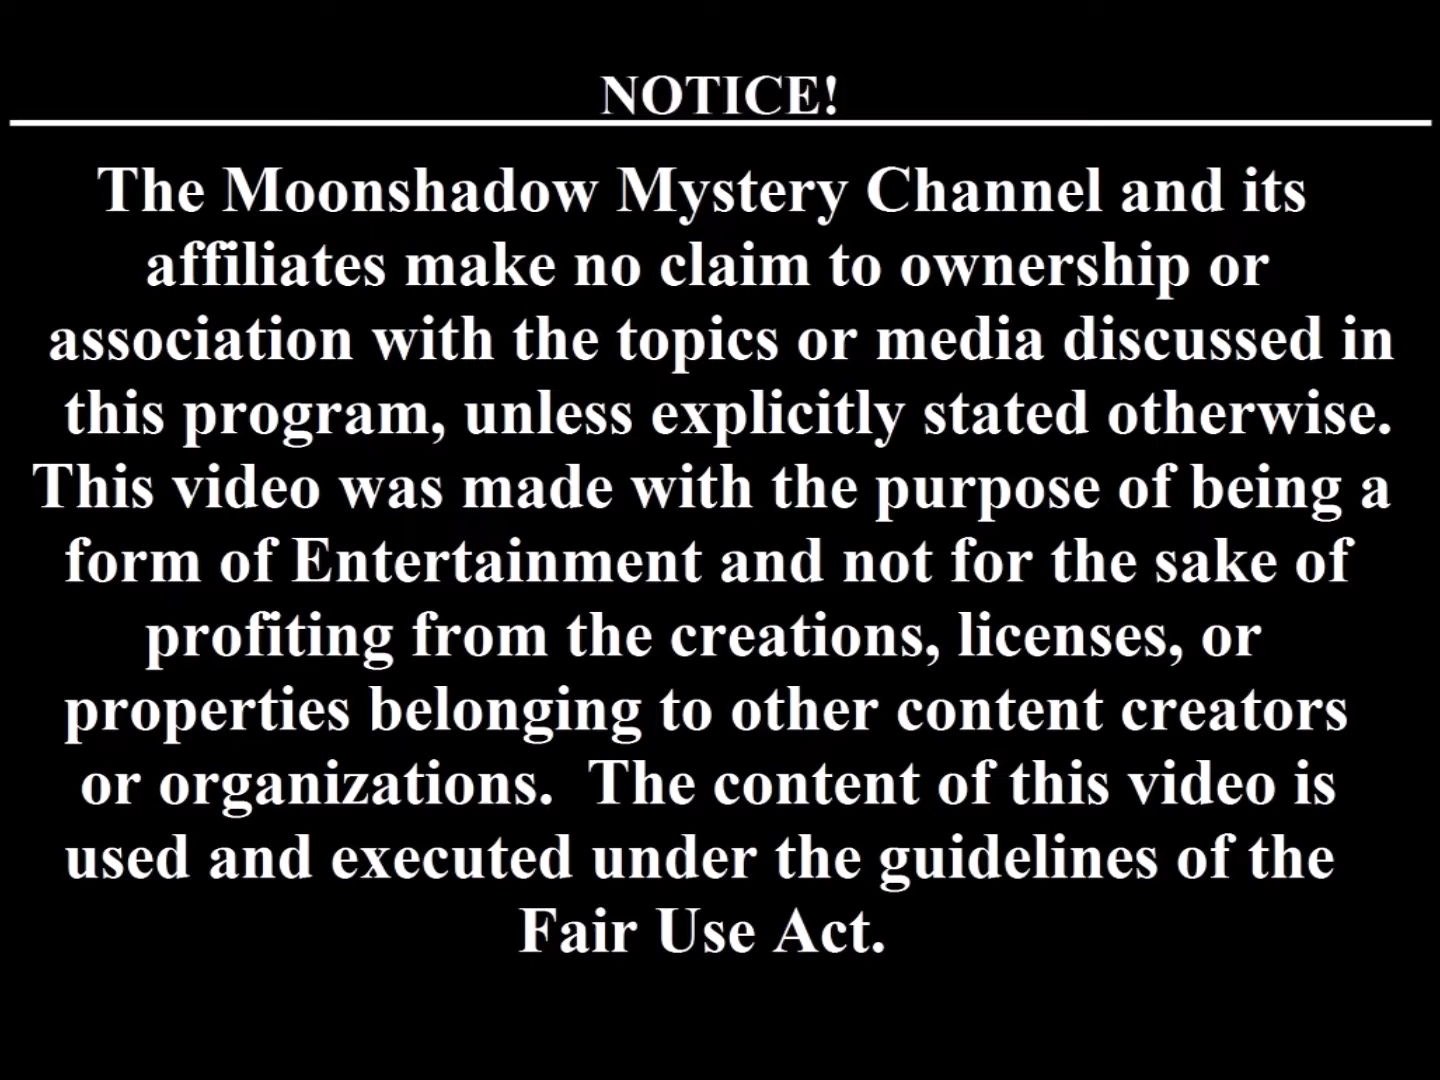 NOTICE!
The Moonshadow Mystery Channel and its
affiliates make no claim to ownership or
association with the topics or media discussed in
this program, unless explicitly stated otherwise.
This video was made with the purpose of being a
form of Entertainment and not for the sake of
profiting from the creations, licenses, or
properties belonging to other content creators
or organizations.  The content of this video is
used and executed under the guidelines of the
Fair Use Act.